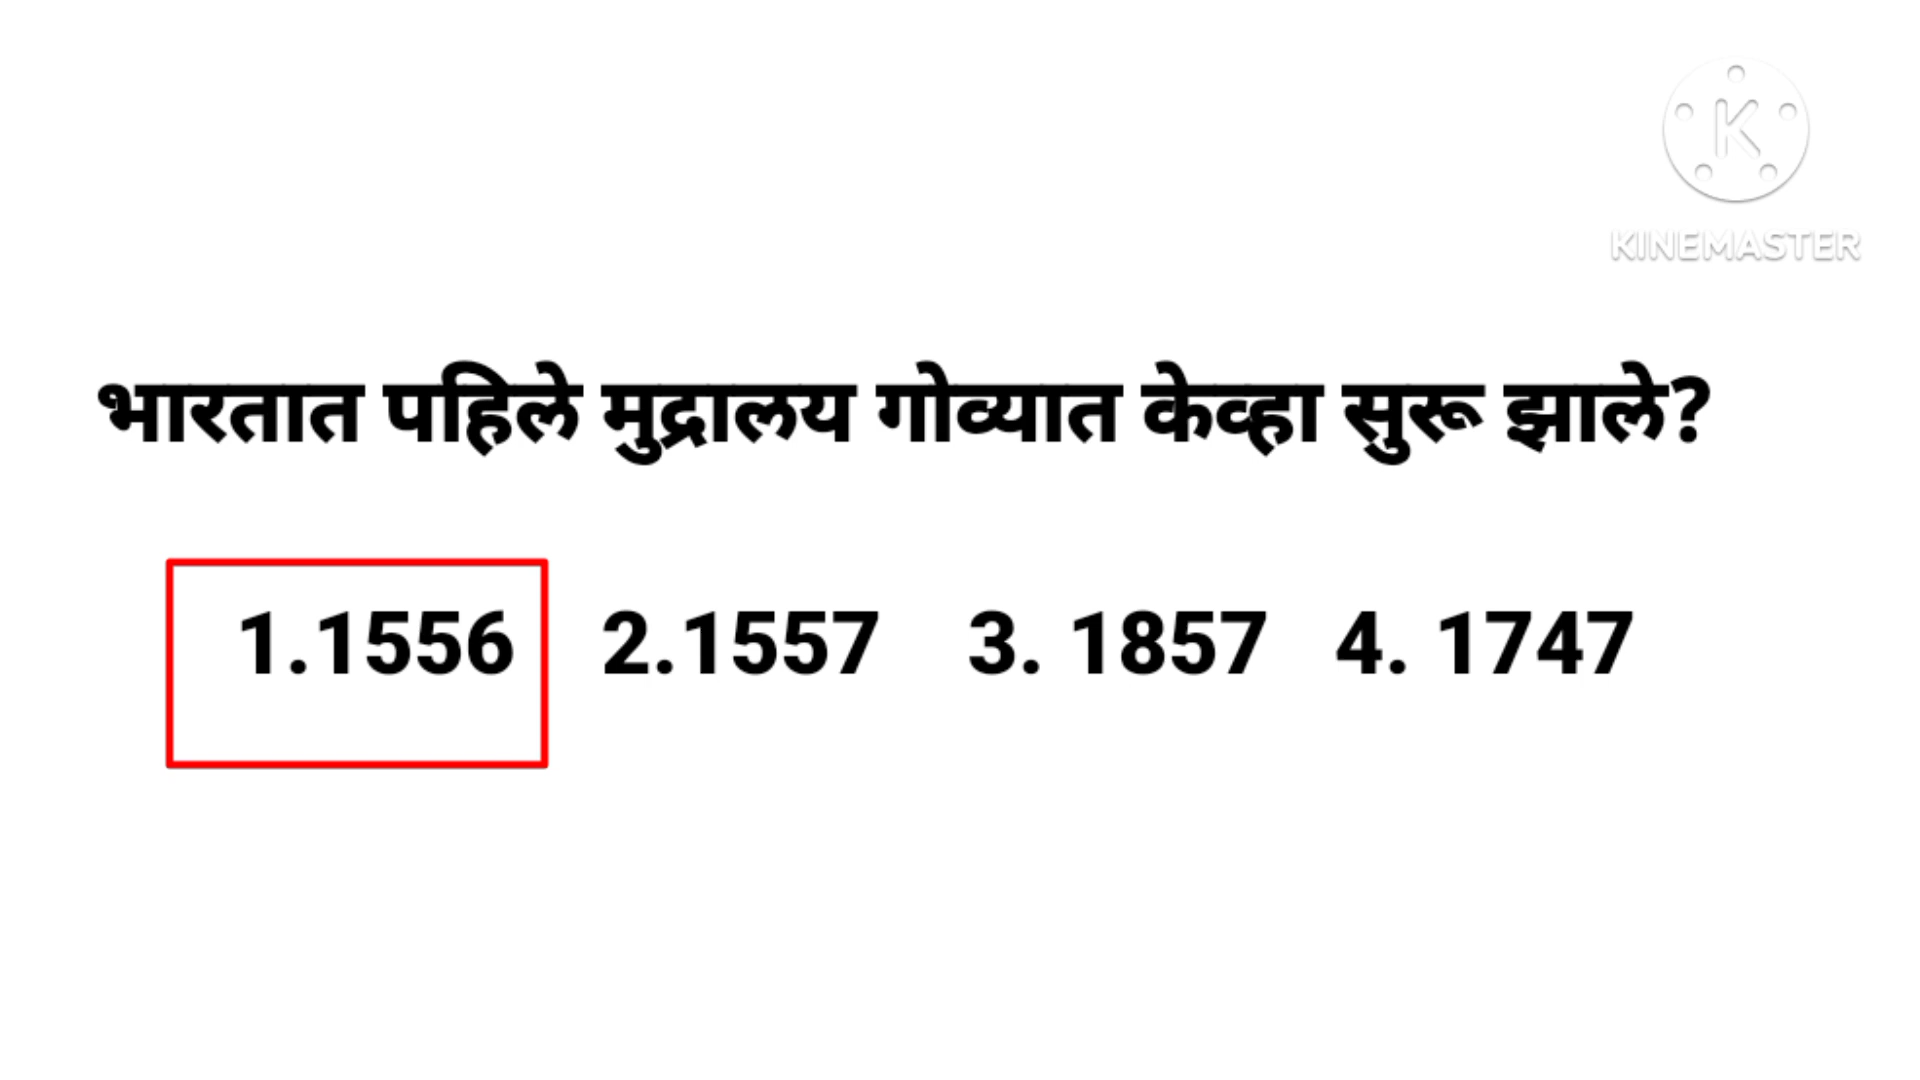 K
KINEMASTER
भारतात पहिले मुद्रालय गोव्यात केव्हा सुरू झाले?
1.1556 2.1557 3. 1857 4. 1747